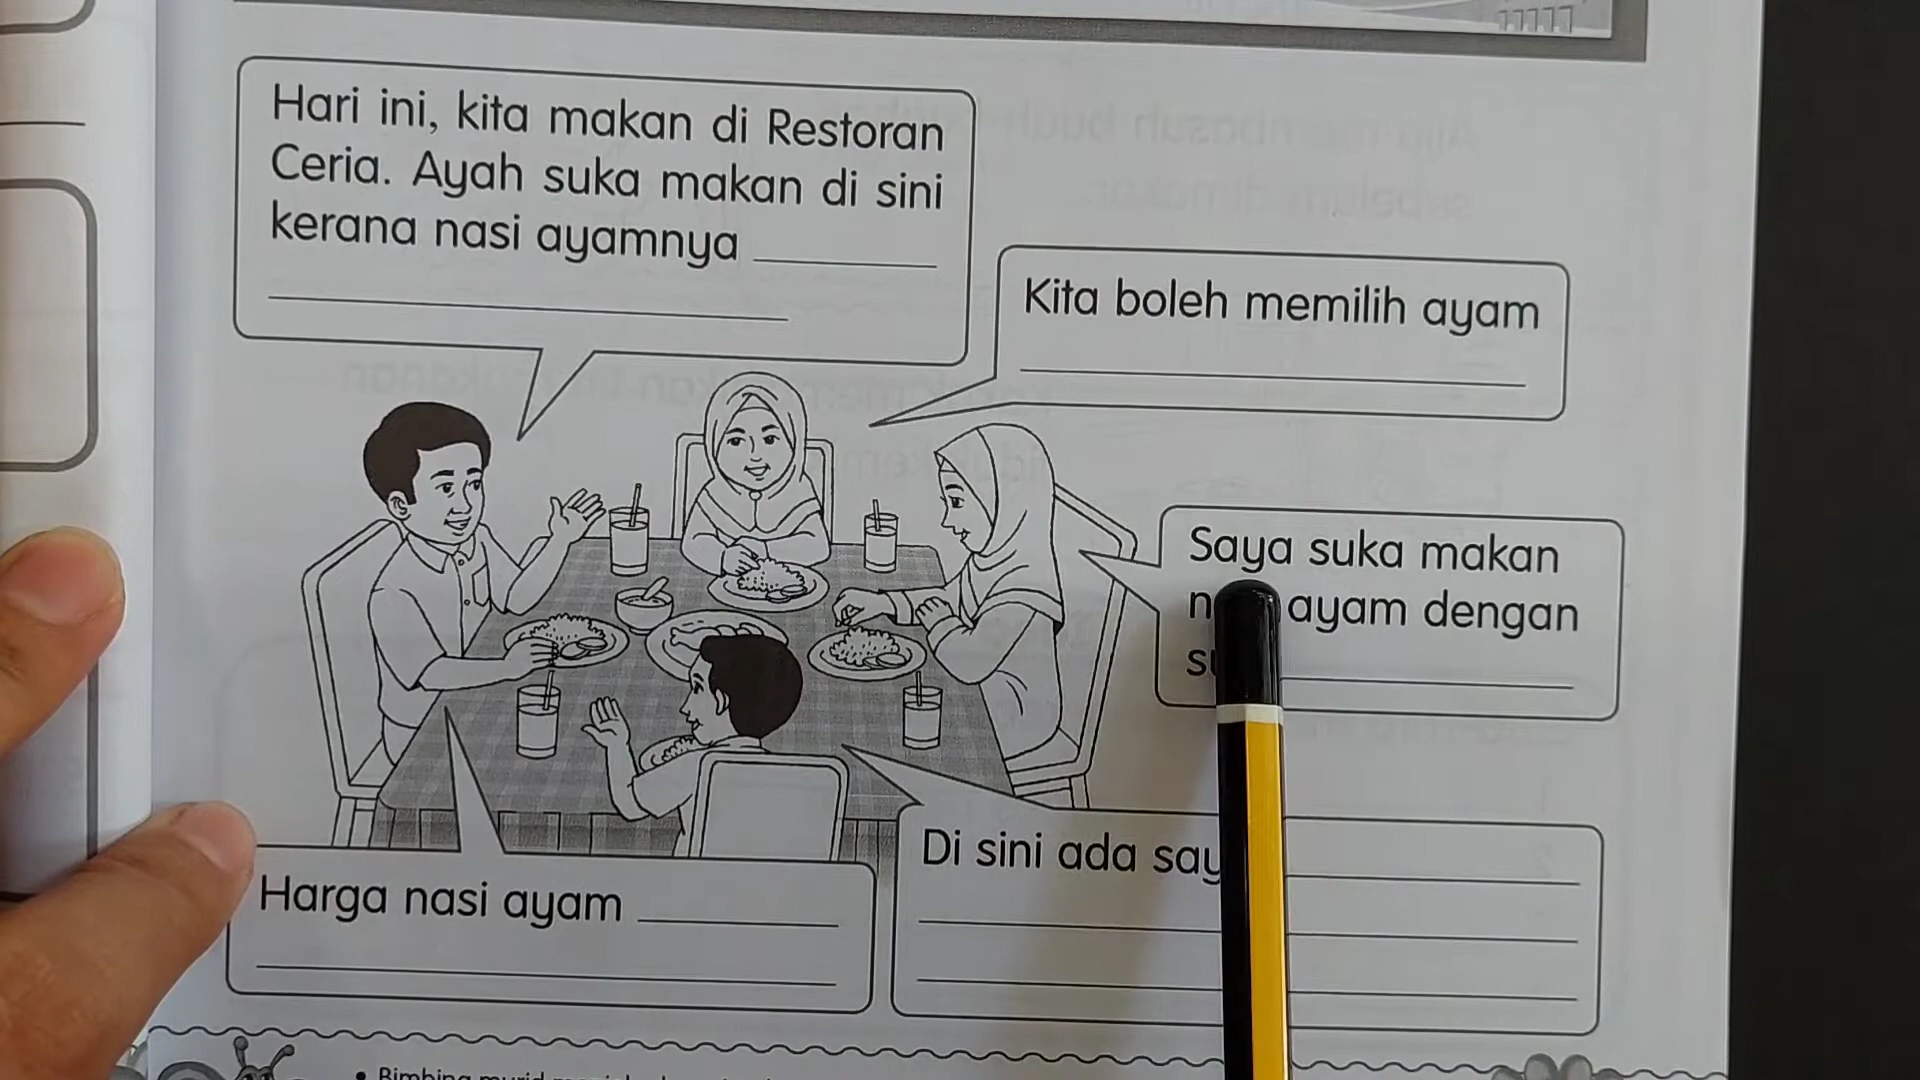 Hari ini, kita makan di Restoran
Ceria. Ayah suka makan di sini
kerana nasi ayamnya
Kita boleh memilih ayam
Saya suka makan
ayam dengan
Di sini ada
Harga nasi ayam